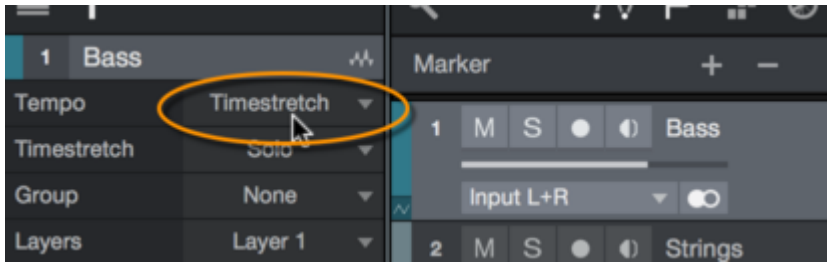 1 Bass
Tempo Timestretch
Timestretch Solo
Group None
Layers Layer 1
Marker + −
1 M S Bass
Input L+R
2 M S Strings